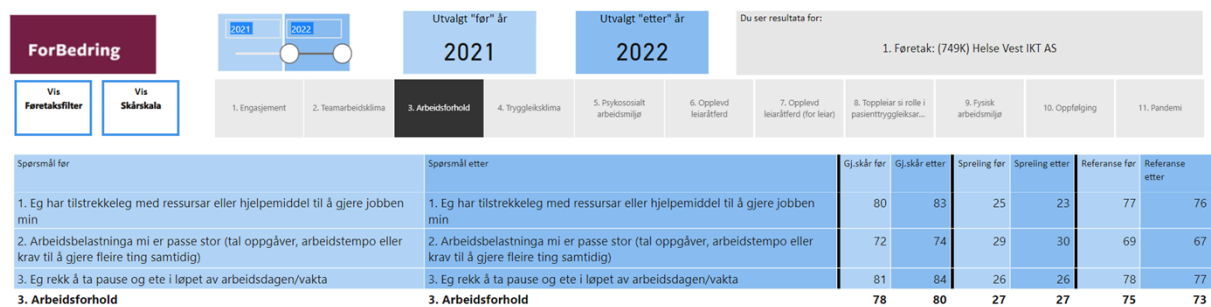 ForBedring
2021
2022
Utvalgt "før" år
2021
Utvalgt "etter" år
2022
Du ser resultata for:
1. Føretak: (749K) Helse Vest IKT AS
Vis
Føretaksfilter
Vis
Skårskala
1. Engasjement
2. Teamarbeidsklima
3. Arbeidsforhold
4. Tryggleiksklima
5. Psykososialt
arbeidsmiljø
6. Opplevd
leiaråtferd
7. Opplevd
leiaråtferd (for leiar)
8. Toppleiar si rolle i
pasienttryggleiksar...
9. Fysisk
arbeidsmiljø
10. Oppfølging
11. Pandemi
Spørsmål før
Spørsmål etter
Gj.skår før
Gj.skår etter
Spreiing før
Spreiing etter
Referanse før
Referanse
etter
1. Eg har tilstrekkeleg med ressursar eller hjelpemiddel til å gjere jobben
min
1. Eg har tilstrekkeleg med ressursar eller hjelpemiddel til å gjere jobben
min
80 83 25 23 77 76
2. Arbeidsbelastninga mi er passe stor (tal oppgåver, arbeidstempo eller
krav til å gjere fleire ting samtidig)
2. Arbeidsbelastninga mi er passe stor (tal oppgåver, arbeidstempo eller
krav til å gjere fleire ting samtidig)
72 74 29 30 69 67
3. Eg rekk å ta pause og ete i løpet av arbeidsdagen/vakta
3. Eg rekk å ta pause og ete i løpet av arbeidsdagen/vakta
81 84 26 26 78 77
3. Arbeidsforhold
3. Arbeidsforhold
78 80 27 27 75 73